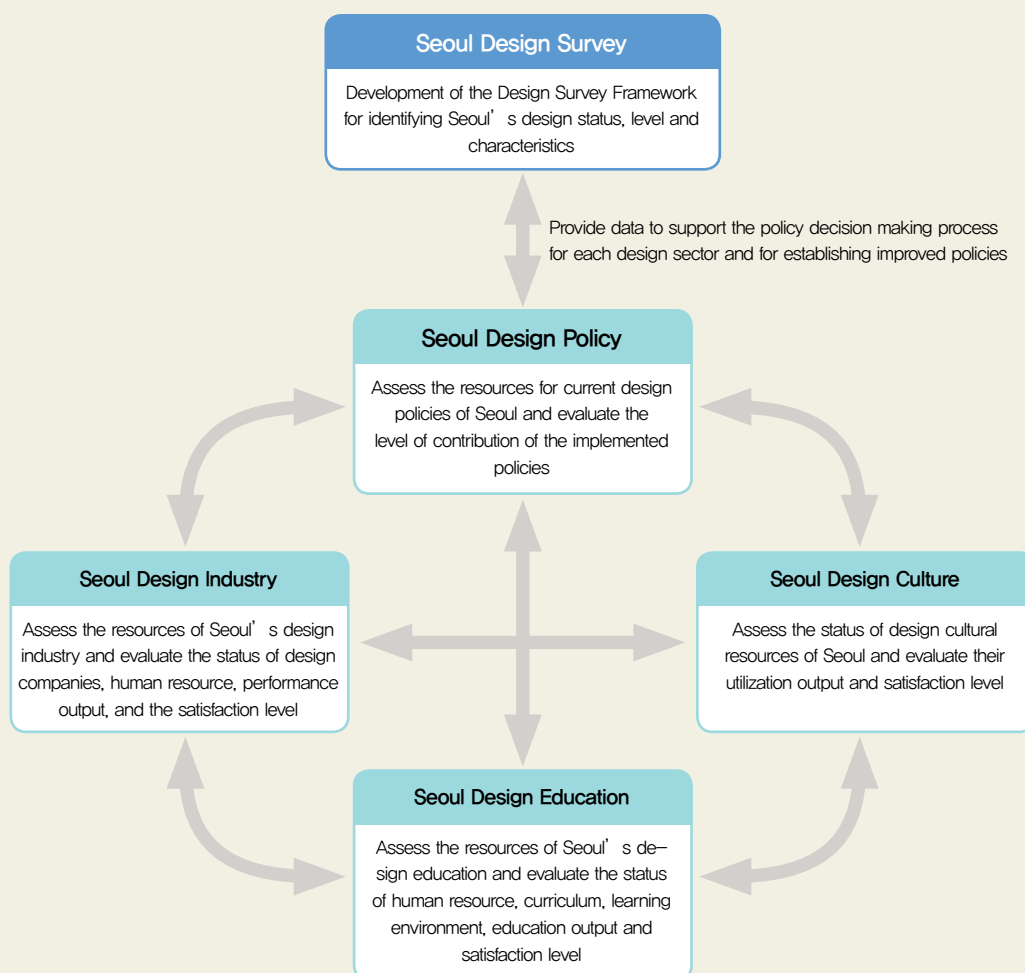 Seoul Design Survey
Development of the Design Survey Framework
for identifying Seoul’ s design status, level and
characteristics
Provide data to support the policy decision making process
for each design sector and for establishing improved policies
Seoul Design Policy
Assess the resources for current design
policies of Seoul and evaluate the
level of contribution of the implemented
policies
Seoul Design Industry
Assess the resources of Seoul’ s design
industry and evaluate the status of design
companies, human resource, performance
output, and the satisfaction level
Seoul Design Culture
Assess the status of design cultural
resources of Seoul and evaluate their
utilization output and satisfaction level
Seoul Design Education
Assess the resources of Seoul’ s de-
sign education and evaluate the status
of human resource, curriculum, learning
environment, education output and
satisfaction level